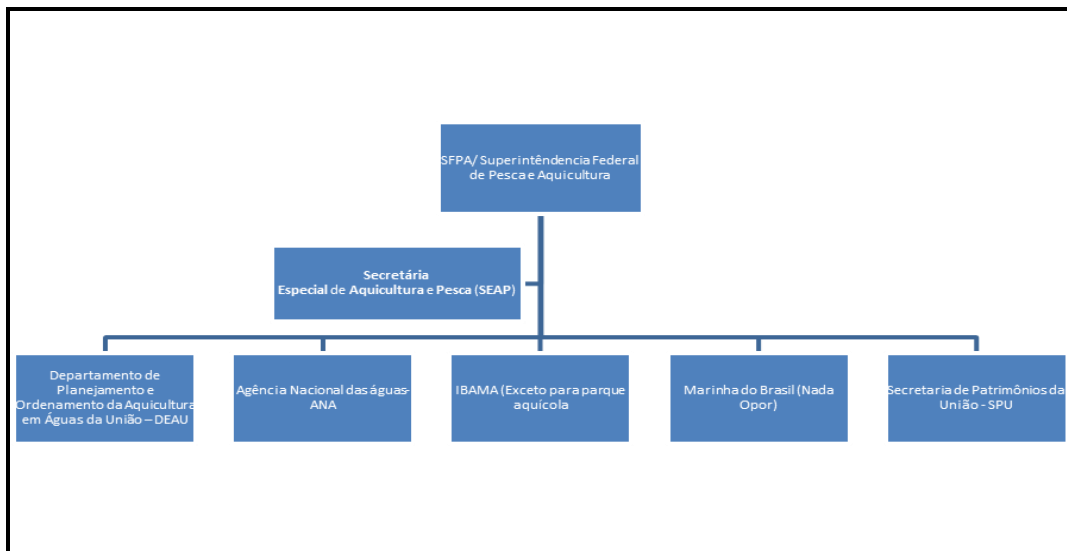 SFPA/ Superintêndencia Federal
de Pesca e Aquicultura
Secretária
Especial de Aquicultura e Pesca (SEAP)
Departamento de
Planejamento e
Ordenamento da Aquicultura
em Águas da União – DEAU
Agência Nacional das águas-
ANA
IBAMA (Exceto para parque
aquícola
Marinha do Brasil (Nada
Opor)
Secretaria de Patrimônios da
União - SPU